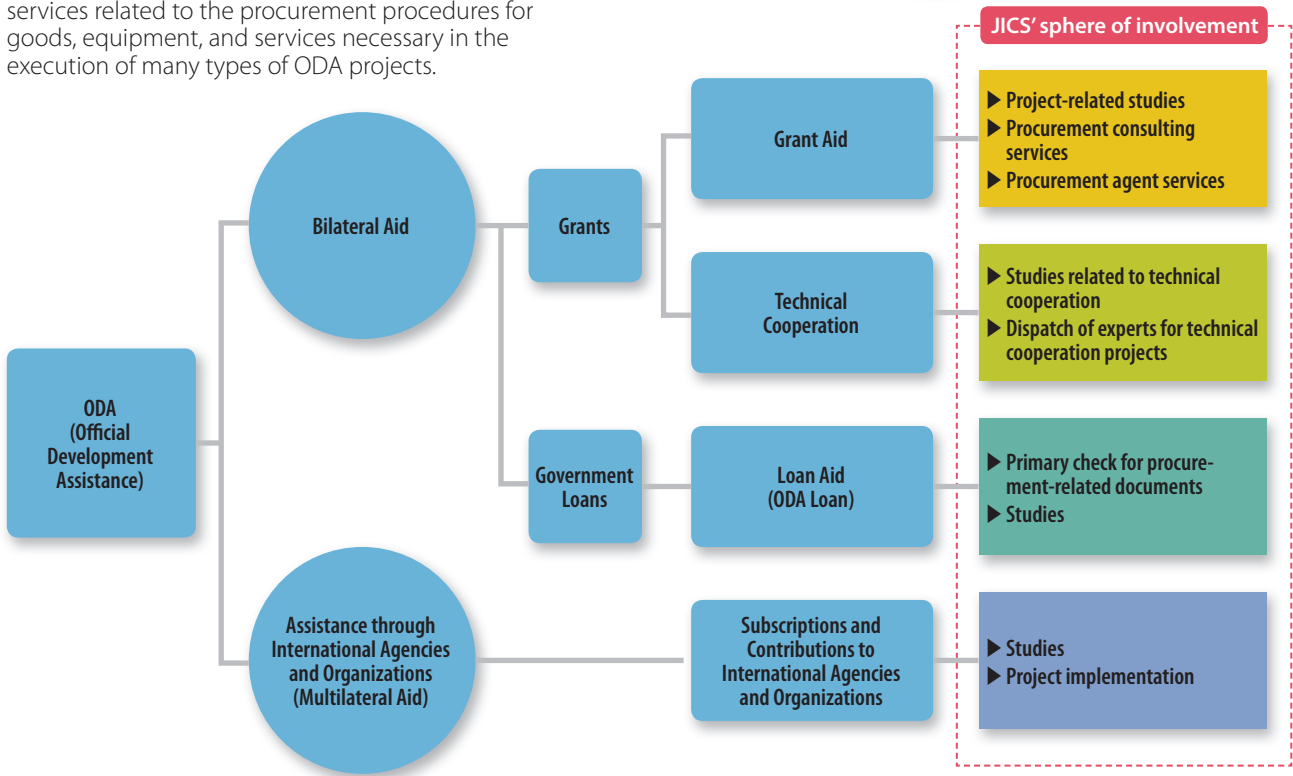 services related to the procurement procedures for
goods, equipment, and services necessary in the
execution of many types of ODA projects.
JICS’ sphere of involvement
ODA
(Official
Development
Assistance)
Bilateral Aid
Grants
Grant Aid
▶ Project-related studies
▶ Procurement consulting
services
▶ Procurement agent services
Technical
Cooperation
▶ Studies related to technical
cooperation
▶ Dispatch of experts for technical
cooperation projects
Government
Loans
Loan Aid
(ODA Loan)
▶ Primary check for procure-
ment-related documents
▶ Studies
Assistance through
International Agencies
and Organizations
(Multilateral Aid)
Subscriptions and
Contributions to
International Agencies
and Organizations
▶ Studies
▶ Project implementation